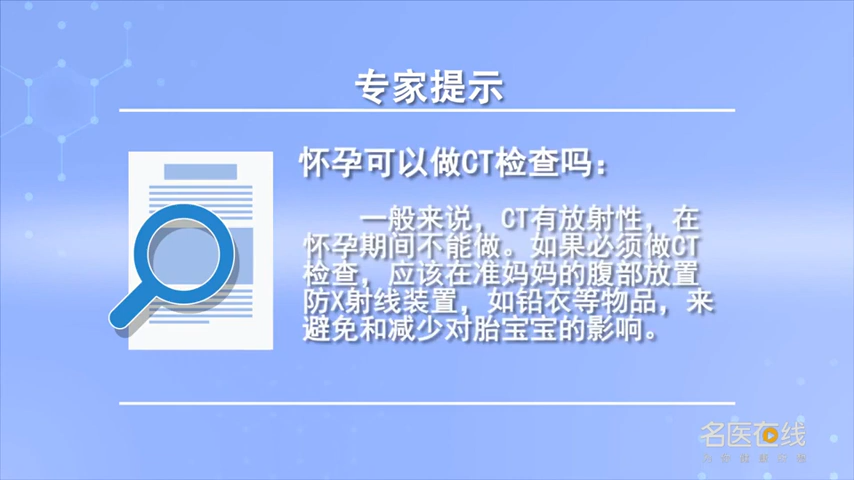 专家提示
怀孕可以做CT检查吗：
一般来说，CT有放射性，在
怀孕期间不能做。如果必须做CT
检查，应该在准妈妈的腹部放置
防X射线装置，如铅衣等物品，来
避免和减少对胎宝宝的影响。
名医在线